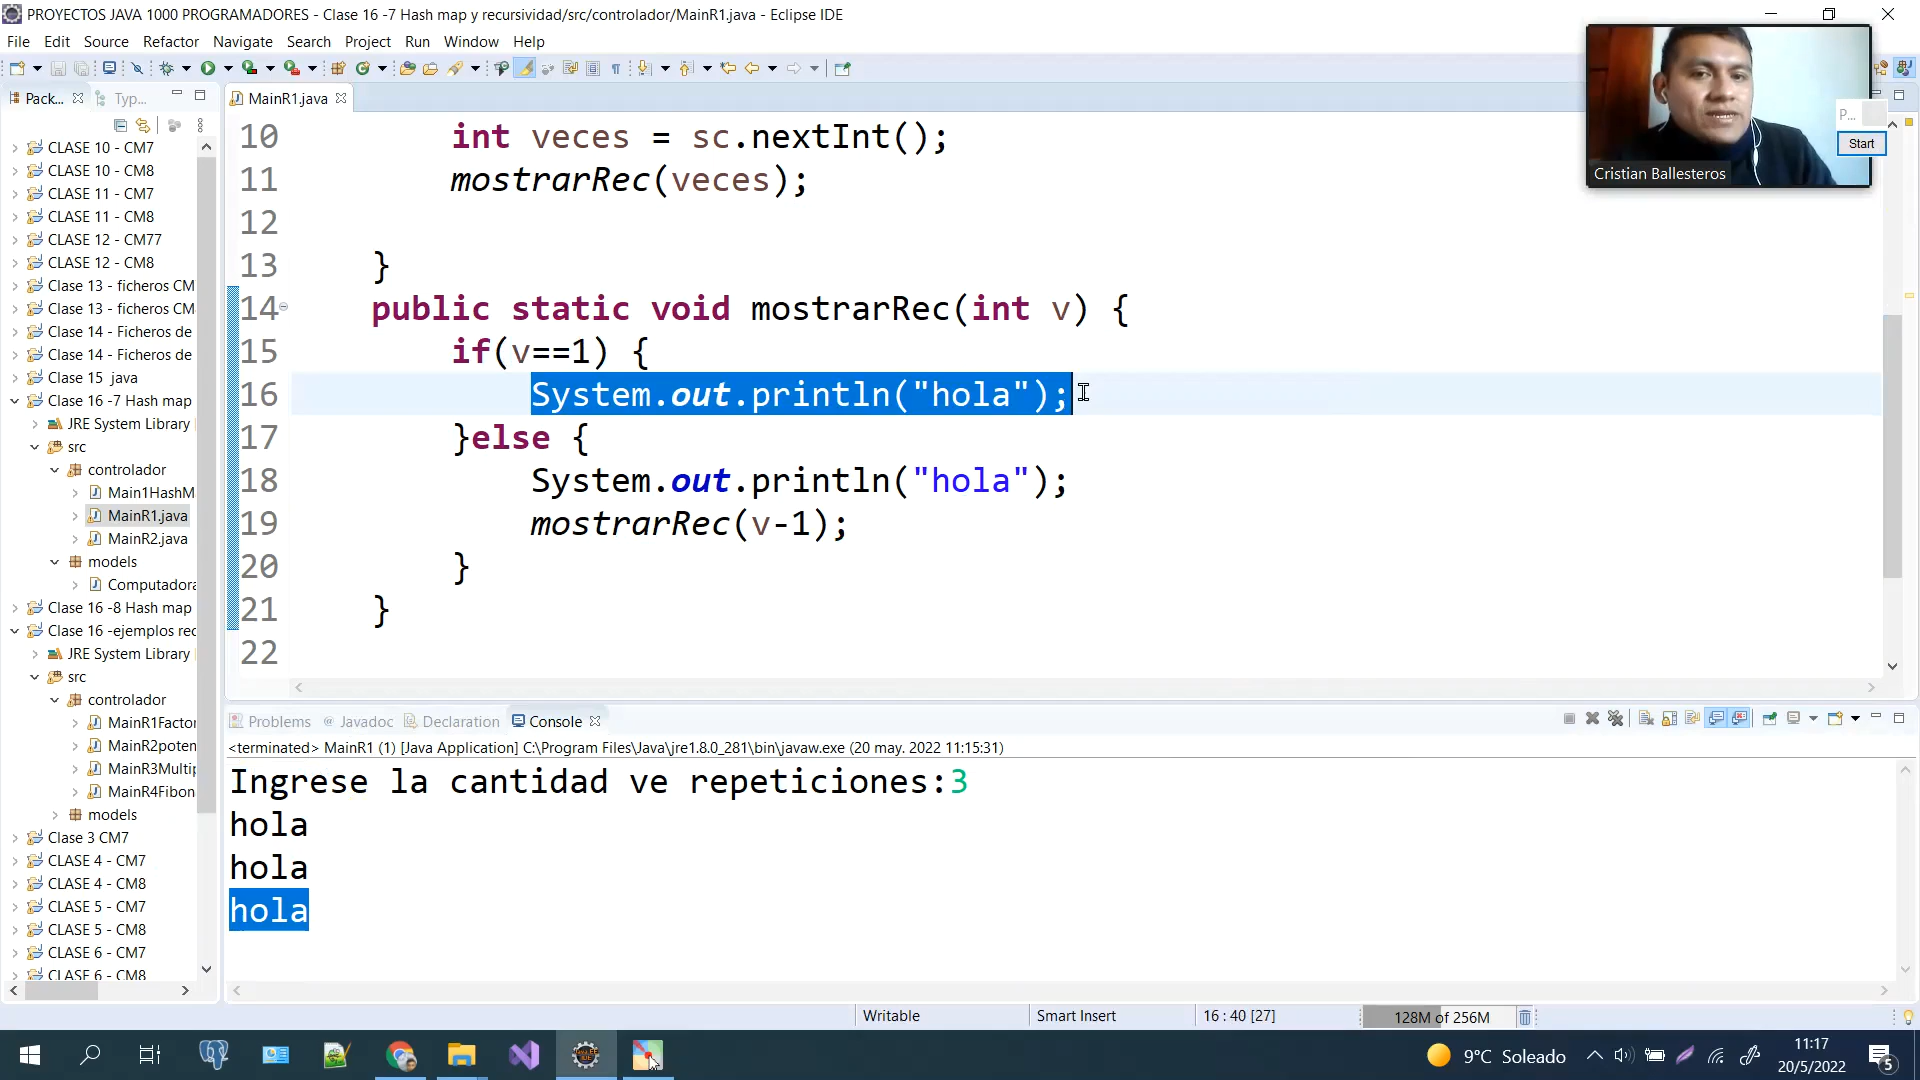 PROYECTOS JAVA 1000 PROGRAMADORES - Clase 16 -7 Hash map y recursividad/src/controlador/MainR1.java - Eclipse IDE
File Edit Source Refactor Navigate Search Project Run Window Help
Pack... Typ...
CLASE 10 - CM7
CLASE 10 - CM8
CLASE 11 - CM7
CLASE 11 - CM8
CLASE 12 - CM77
CLASE 12 - CM8
Clase 13 - ficheros CM
Clase 13 - ficheros CM
Clase 14 - Ficheros de
Clase 14 - Ficheros de
Clase 15 java
Clase 16 -7 Hash map
JRE System Library
src
controlador
Main1HashM
MainR1.java
MainR2.java
models
Computadora
Clase 16 -8 Hash map
Clase 16 -ejemplos rec
JRE System Library
src
controlador
MainR1Factor
MainR2poten
MainR3Multip
MainR4Fibon
models
Clase 3 CM7
CLASE 4 - CM7
CLASE 4 - CM8
CLASE 5 - CM7
CLASE 5 - CM8
CLASE 6 - CM7
CLASE 6 - CM8
MainR1.java
10 int veces = sc.nextInt();
11 mostrarRec(veces);
12
13 }
14 public static void mostrarRec(int v) {
15 if(v==1) {
16 System.out.println("hola");
17 }else {
18 System.out.println("hola");
19 mostrarRec(v-1);
20 }
21 }
22
Cristian Ballesteros
P...
Start
Problems @ Javadoc Declaration Console
<terminated> MainR1 (1) [Java Application] C:\Program Files\Java\jre1.8.0_281\bin\javaw.exe (20 may. 2022 11:15:31)
Ingrese la cantidad ve repeticiones:3
hola
hola
hola
Writable Smart Insert 16 : 40 [27] 128M of 256M
9°C Soleado
11:17
20/5/2022
5